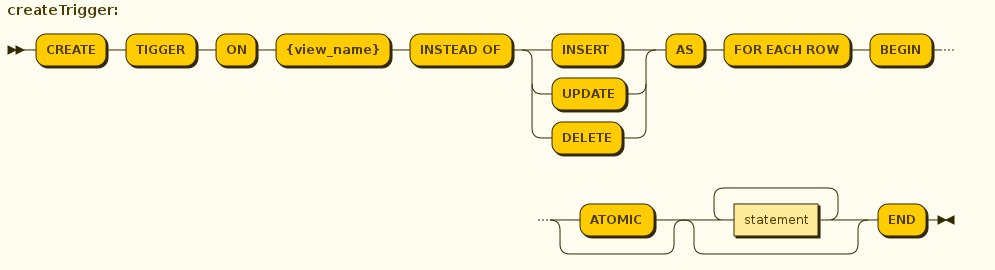 createTrigger:
CREATE TIGGER ON {view_name} INSTEAD OF INSERT AS FOR EACH ROW BEGIN
UPDATE
DELETE
ATOMIC statement END